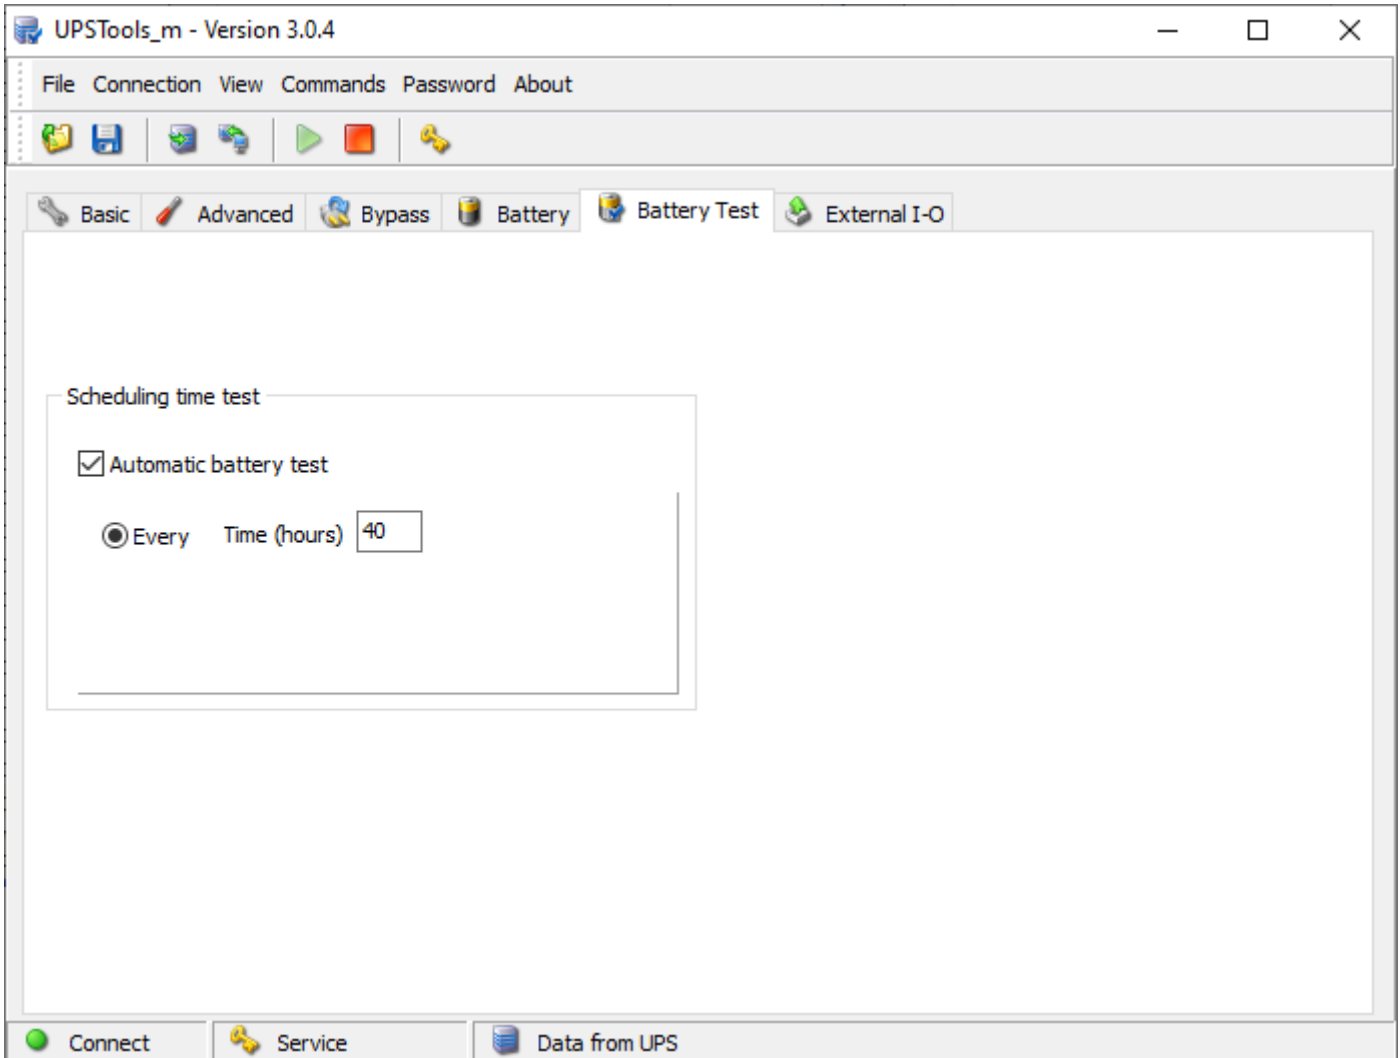 UPSTools_m - Version 3.0.4
File Connection View Commands Password About
Basic Advanced Bypass Battery Battery Test External I-O
Scheduling time test
Automatic battery test
Every Time (hours) 40
Connect Service Data from UPS